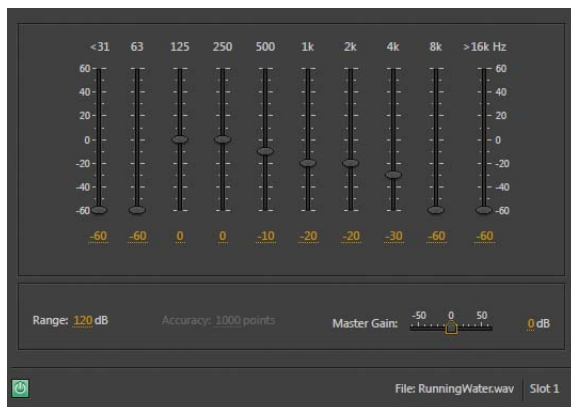 <31 63 125 250 500 1k 2k 4k 8k >16k Hz
60 60
40 40
20 20
0 0
-20 -20
-40 -40
-60 -60
-60 -60 0 0 -10 -20 -20 -30 -60 -60
Range: 120 dB Accuracy: 1000 points Master Gain: -50 0 50 0 dB
File: RunningWater.wav Slot 1